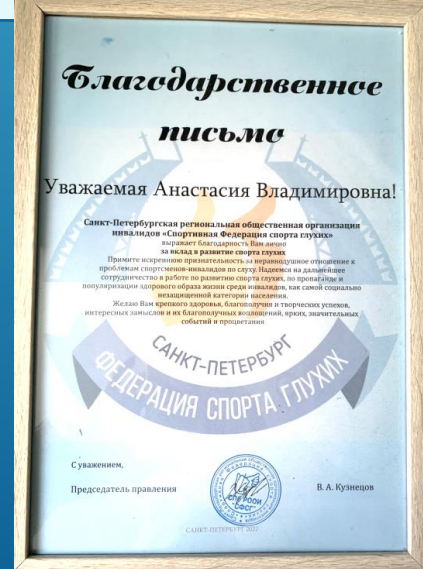 Благодарственное
письмо
Уважаемая Анастасия Владимировна!
Санкт-Петербургская региональная общественная организация
инвалидов «Спортивная Федерация спорта глухих»
выражает благодарность Вам лично
за вклад в развитие спорта глухих
Примите искреннюю признательность за неравнодушное отношение к
проблемам спортсменов-инвалидов по слуху. Надеемся на дальнейшее
сотрудничество в работе по развитию спорта глухих, по пропаганде и
популяризации здорового образа жизни среди инвалидов, как самой социально
незащищенной категории населения.
Желаю Вам крепкого здоровья, благополучия и творческих успехов,
интересных замыслов и их благополучных воплощений, ярких, значительных
событий и процветания
САНКТ-ПЕТЕРБУРГ
ФЕДЕРАЦИЯ СПОРТА ГЛУХИХ
С уважением,
Председатель правления
В. А. Кузнецов
СПб РООИ
СФСГ
САНКТ-ПЕТЕРБУРГ 2022